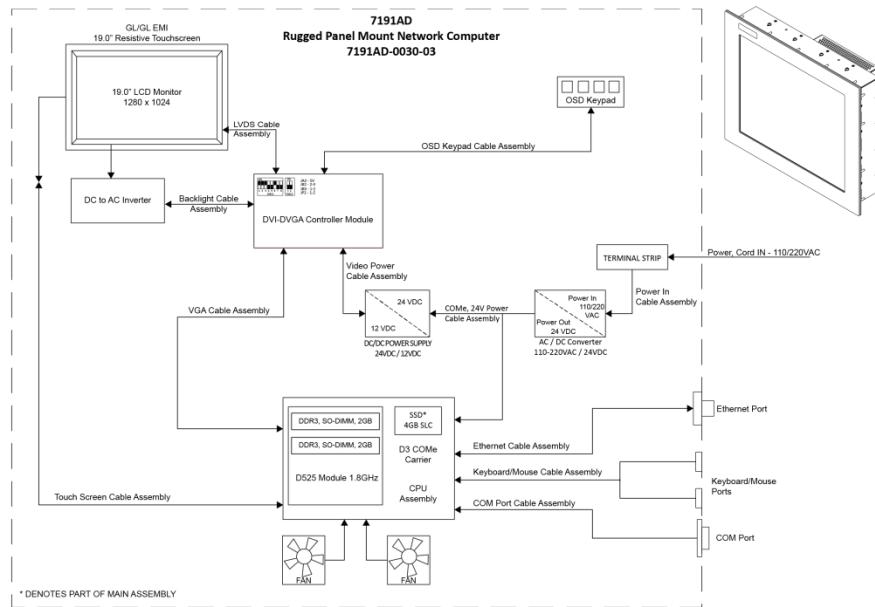 7191AD
Rugged Panel Mount Network Computer
7191AD-0030-03
GL/GL EMI
19.0" Resistive Touchscreen
19.0" LCD Monitor
1280 x 1024
OSD Keypad
LVDS Cable
Assembly
OSD Keypad Cable Assembly
DC to AC Inverter
Backlight Cable
Assembly
DVI-DVGA Controller Module
TERMINAL STRIP
Power, Cord IN - 110/220VAC
Video Power
Cable Assembly
Power In
Cable Assembly
VGA Cable Assembly
24 VDC
12 VDC
DC/DC POWER SUPPLY
24VDC / 12VDC
COMe, 24V Power
Cable Assembly
Power In
110/220
VAC
Power Out
24 VDC
AC / DC Converter
110-220VAC / 24VDC
DDR3, SO-DIMM, 2GB
DDR3, SO-DIMM, 2GB
D525 Module 1.8GHz
SSD*
4GB SLC
D3 COMe
Carrier
CPU
Assembly
Ethernet Port
Ethernet Cable Assembly
Keyboard/Mouse Cable Assembly
Keyboard/Mouse
Ports
COM Port Cable Assembly
COM Port
Touch Screen Cable Assembly
FAN
FAN
* DENOTES PART OF MAIN ASSEMBLY